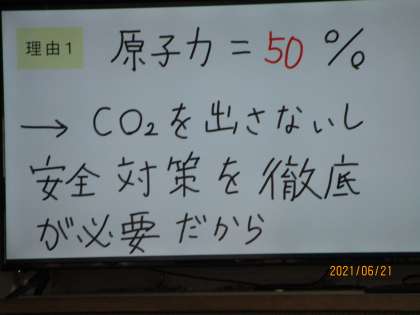 理由1
原子力=50%
→CO₂を出さないし
安全対策を徹底
が必要だから
2021/06/21